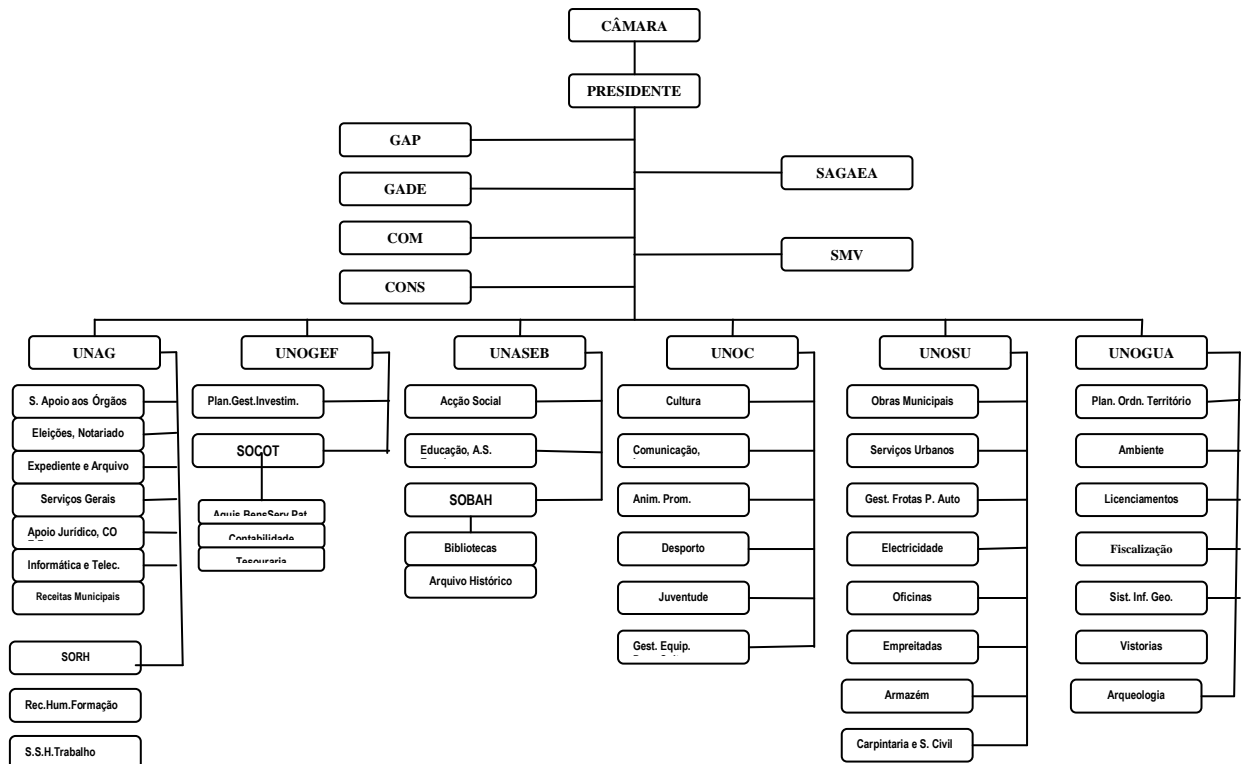 CÂMARA
PRESIDENTE
GAP
SAGAEA
GADE
COM
SMV
CONS
UNAG
S. Apoio aos Órgãos
Eleições, Notariado
Expediente e Arquivo
Serviços Gerais
Apoio Jurídico, CO
Informática e Telec.
Receitas Municipais
SORH
Rec.Hum.Formação
S.S.H.Trabalho
UNOGEF
Plan.Gest.Investim.
SOCOT
Aquis.BensServ.Pat
Contabilidade
Tesouraria
UNASEB
Acção Social
Educação, A.S.
SOBAH
Bibliotecas
Arquivo Histórico
UNOC
Cultura
Comunicação,
Anim. Prom.
Desporto
Juventude
Gest. Equip.
UNOSU
Obras Municipais
Serviços Urbanos
Gest. Frotas P. Auto
Electricidade
Oficinas
Empreitadas
Armazém
Carpintaria e S. Civil
UNOGUA
Plan. Ordn. Território
Ambiente
Licenciamentos
Fiscalização
Sist. Inf. Geo.
Vistorias
Arqueologia